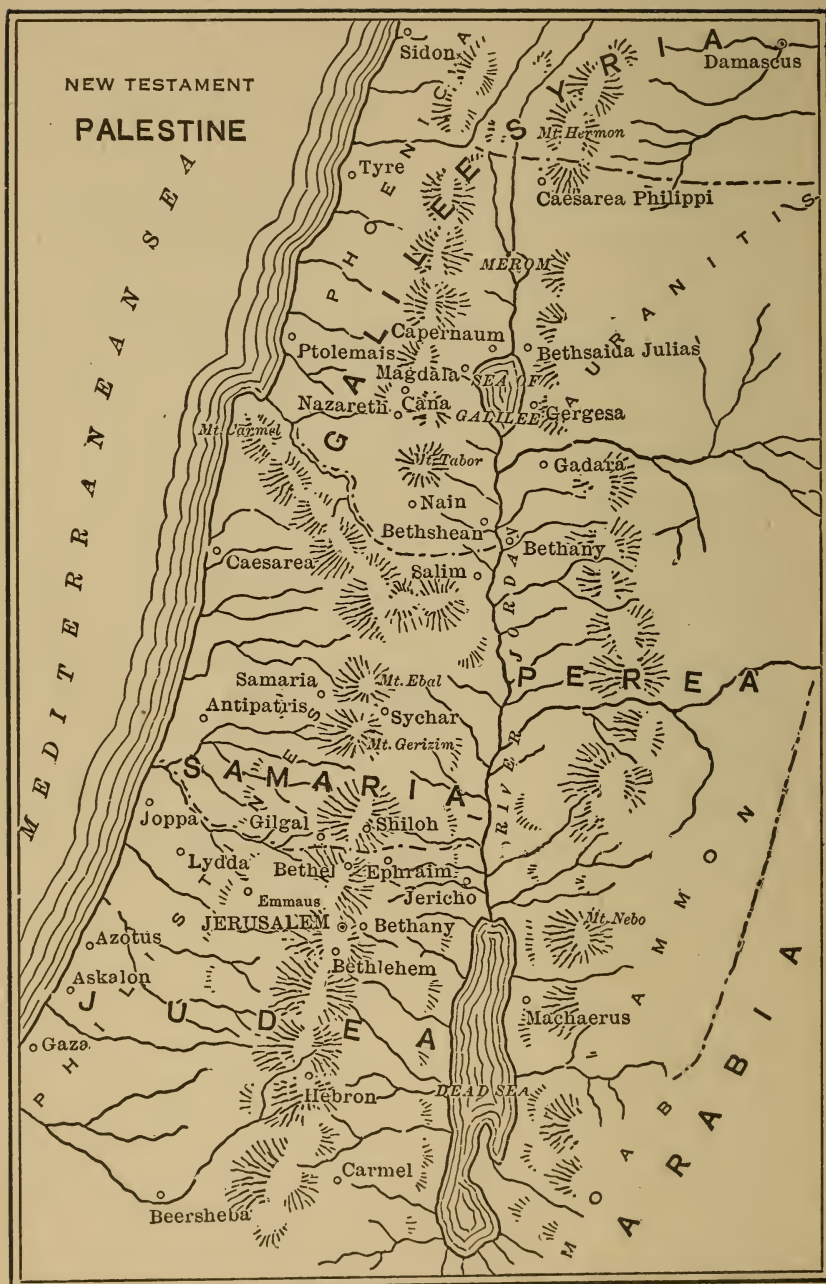 NEW TESTAMENT
PALESTINE
MEDITERRANEAN SEA
Sidon
SYRIA
Damascus
Mt. Hermon
PHOENICIA
Tyre
Caesarea Philippi
GALILEE
MEROM
AURANITIS
Capernaum
Ptolemais
Bethsaida Julias
Magdala
SEA OF
GALILEE
Nazareth
Cana
Gergesa
Mt. Carmel
Mt. Tabor
Gadara
Nain
Bethshean
Caesarea
Bethany
Salim
RIVER JORDAN
PEREA
Samaria
Mt. Ebal
Antipatris
Sychar
Mt. Gerizim
SAMARIA
Joppa
Gilgal
Shiloh
Lydda
Bethel
Ephraim
Emmaus
Jericho
JERUSALEM
Bethany
Mt. Nebo
AMMON
Azotus
Bethlehem
Askalon
JUDEA
Machaerus
ARABIA
Gaza
PHILISTINES
Hebron
DEAD SEA
MOAB
Carmel
Beersheba